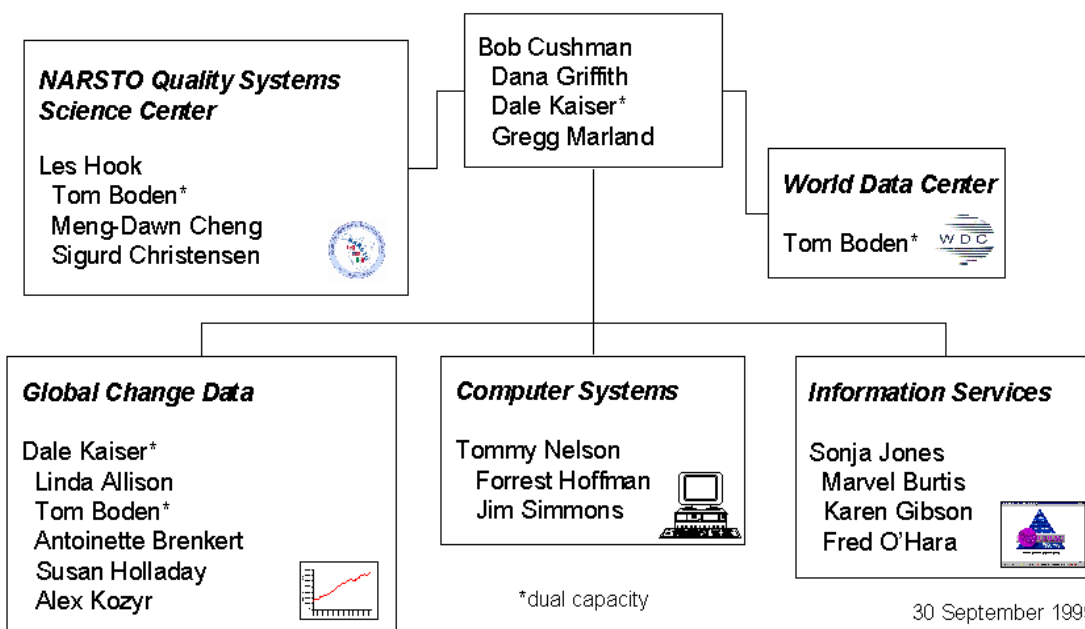 Bob Cushman
Dana Griffith
Dale Kaiser*
Gregg Marland
NARSTO Quality Systems
Science Center
Les Hook
Tom Boden*
Meng-Dawn Cheng
Sigurd Christensen
World Data Center
Tom Boden*
WDC
Global Change Data
Dale Kaiser*
Linda Allison
Tom Boden*
Antoinette Brenkert
Susan Holladay
Alex Kozyr
Computer Systems
Tommy Nelson
Forrest Hoffman
Jim Simmons
Information Services
Sonja Jones
Marvel Burtis
Karen Gibson
Fred O'Hara
*dual capacity
30 September 1999